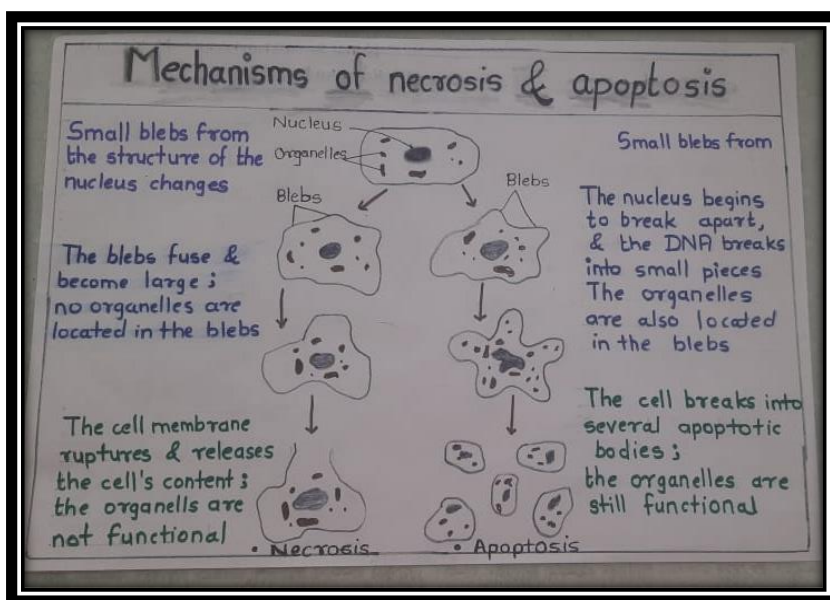 Mechanisms of necrosis & apoptosis
Small blebs from
the structure of the
nucleus changes
Nucleus
Organelles
Blebs
Blebs
Small blebs from
The nucleus begins
to break apart,
& the DNA breaks
into small pieces
The organelles
are also located
in the blebs
The blebs fuse &
become large ;
no organelles are
located in the blebs
The cell membrane
ruptures & releases
the cell's content ;
the organells are
not functional
The cell breaks into
several apoptotic
bodies ;
the organelles are
still functional
• Necrosis
• Apoptosis